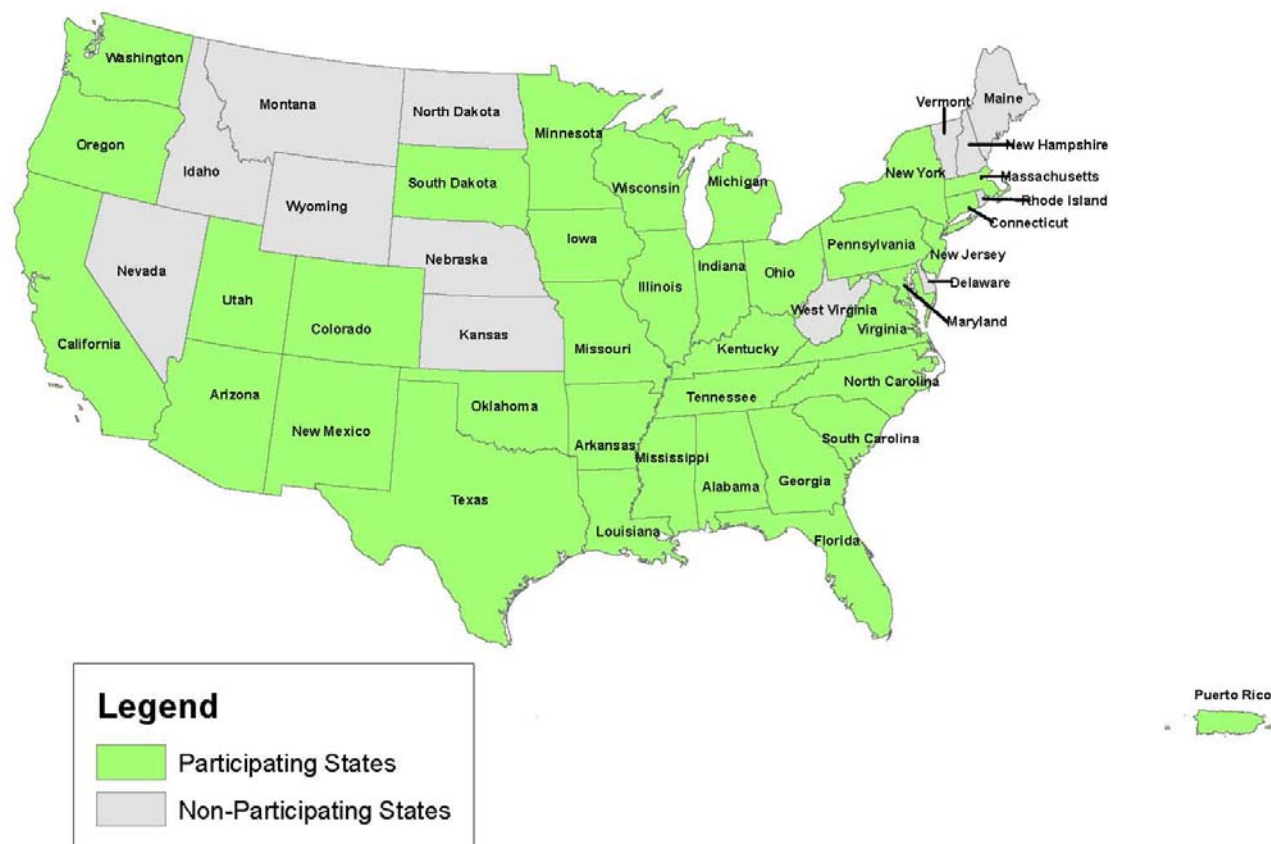 Washington
Montana
North Dakota
Minnesota
Vermont
Maine
Oregon
Idaho
New Hampshire
South Dakota
Wisconsin
Michigan
New York
Massachusetts
Wyoming
Rhode Island
Connecticut
Iowa
Pennsylvania
Nebraska
New Jersey
Nevada
Indiana
Ohio
Illinois
Delaware
Utah
West Virginia
Maryland
Colorado
Kansas
Virginia
California
Missouri
Kentucky
North Carolina
Arizona
Tennessee
Oklahoma
New Mexico
South Carolina
Arkansas
Mississippi
Georgia
Alabama
Texas
Louisiana
Florida
Puerto Rico
Legend
Participating States
Non-Participating States